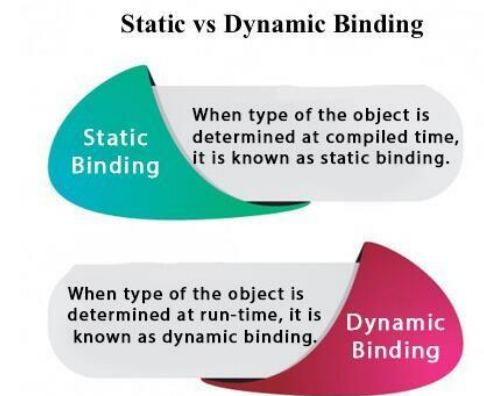 Static vs Dynamic Binding
Static
Binding
When type of the object is
determined at compiled time,
it is known as static binding.
When type of the object is
determined at run-time, it is
known as dynamic binding.
Dynamic
Binding